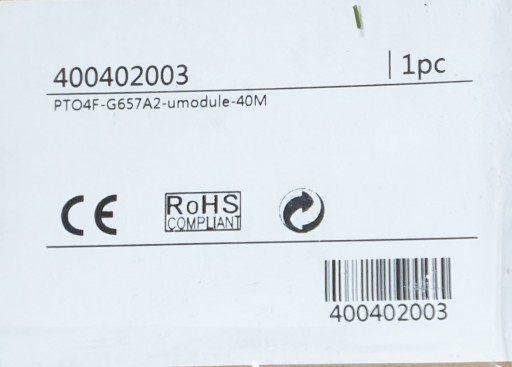 400402003 | 1pc
PTO4F-G657A2-umodule-40M
CE
RoHS
COMPLIANT
400402003